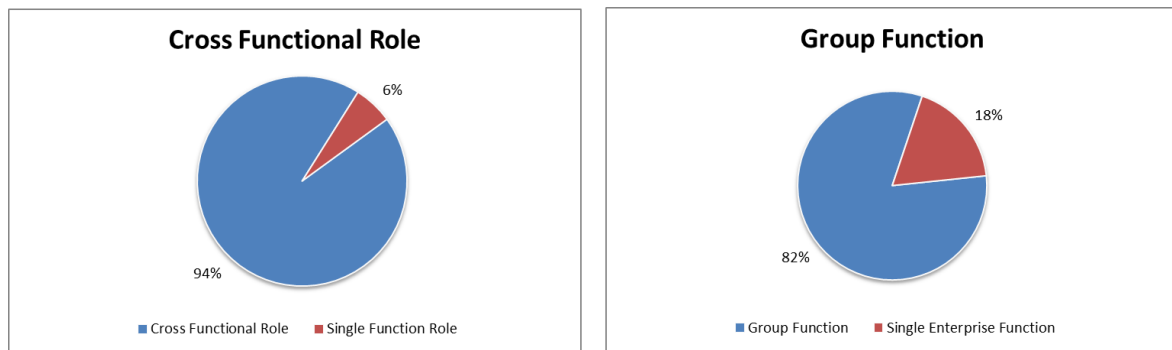 Cross Functional Role
6%
94%
Cross Functional Role Single Function Role
Group Function
18%
82%
Group Function Single Enterprise Function